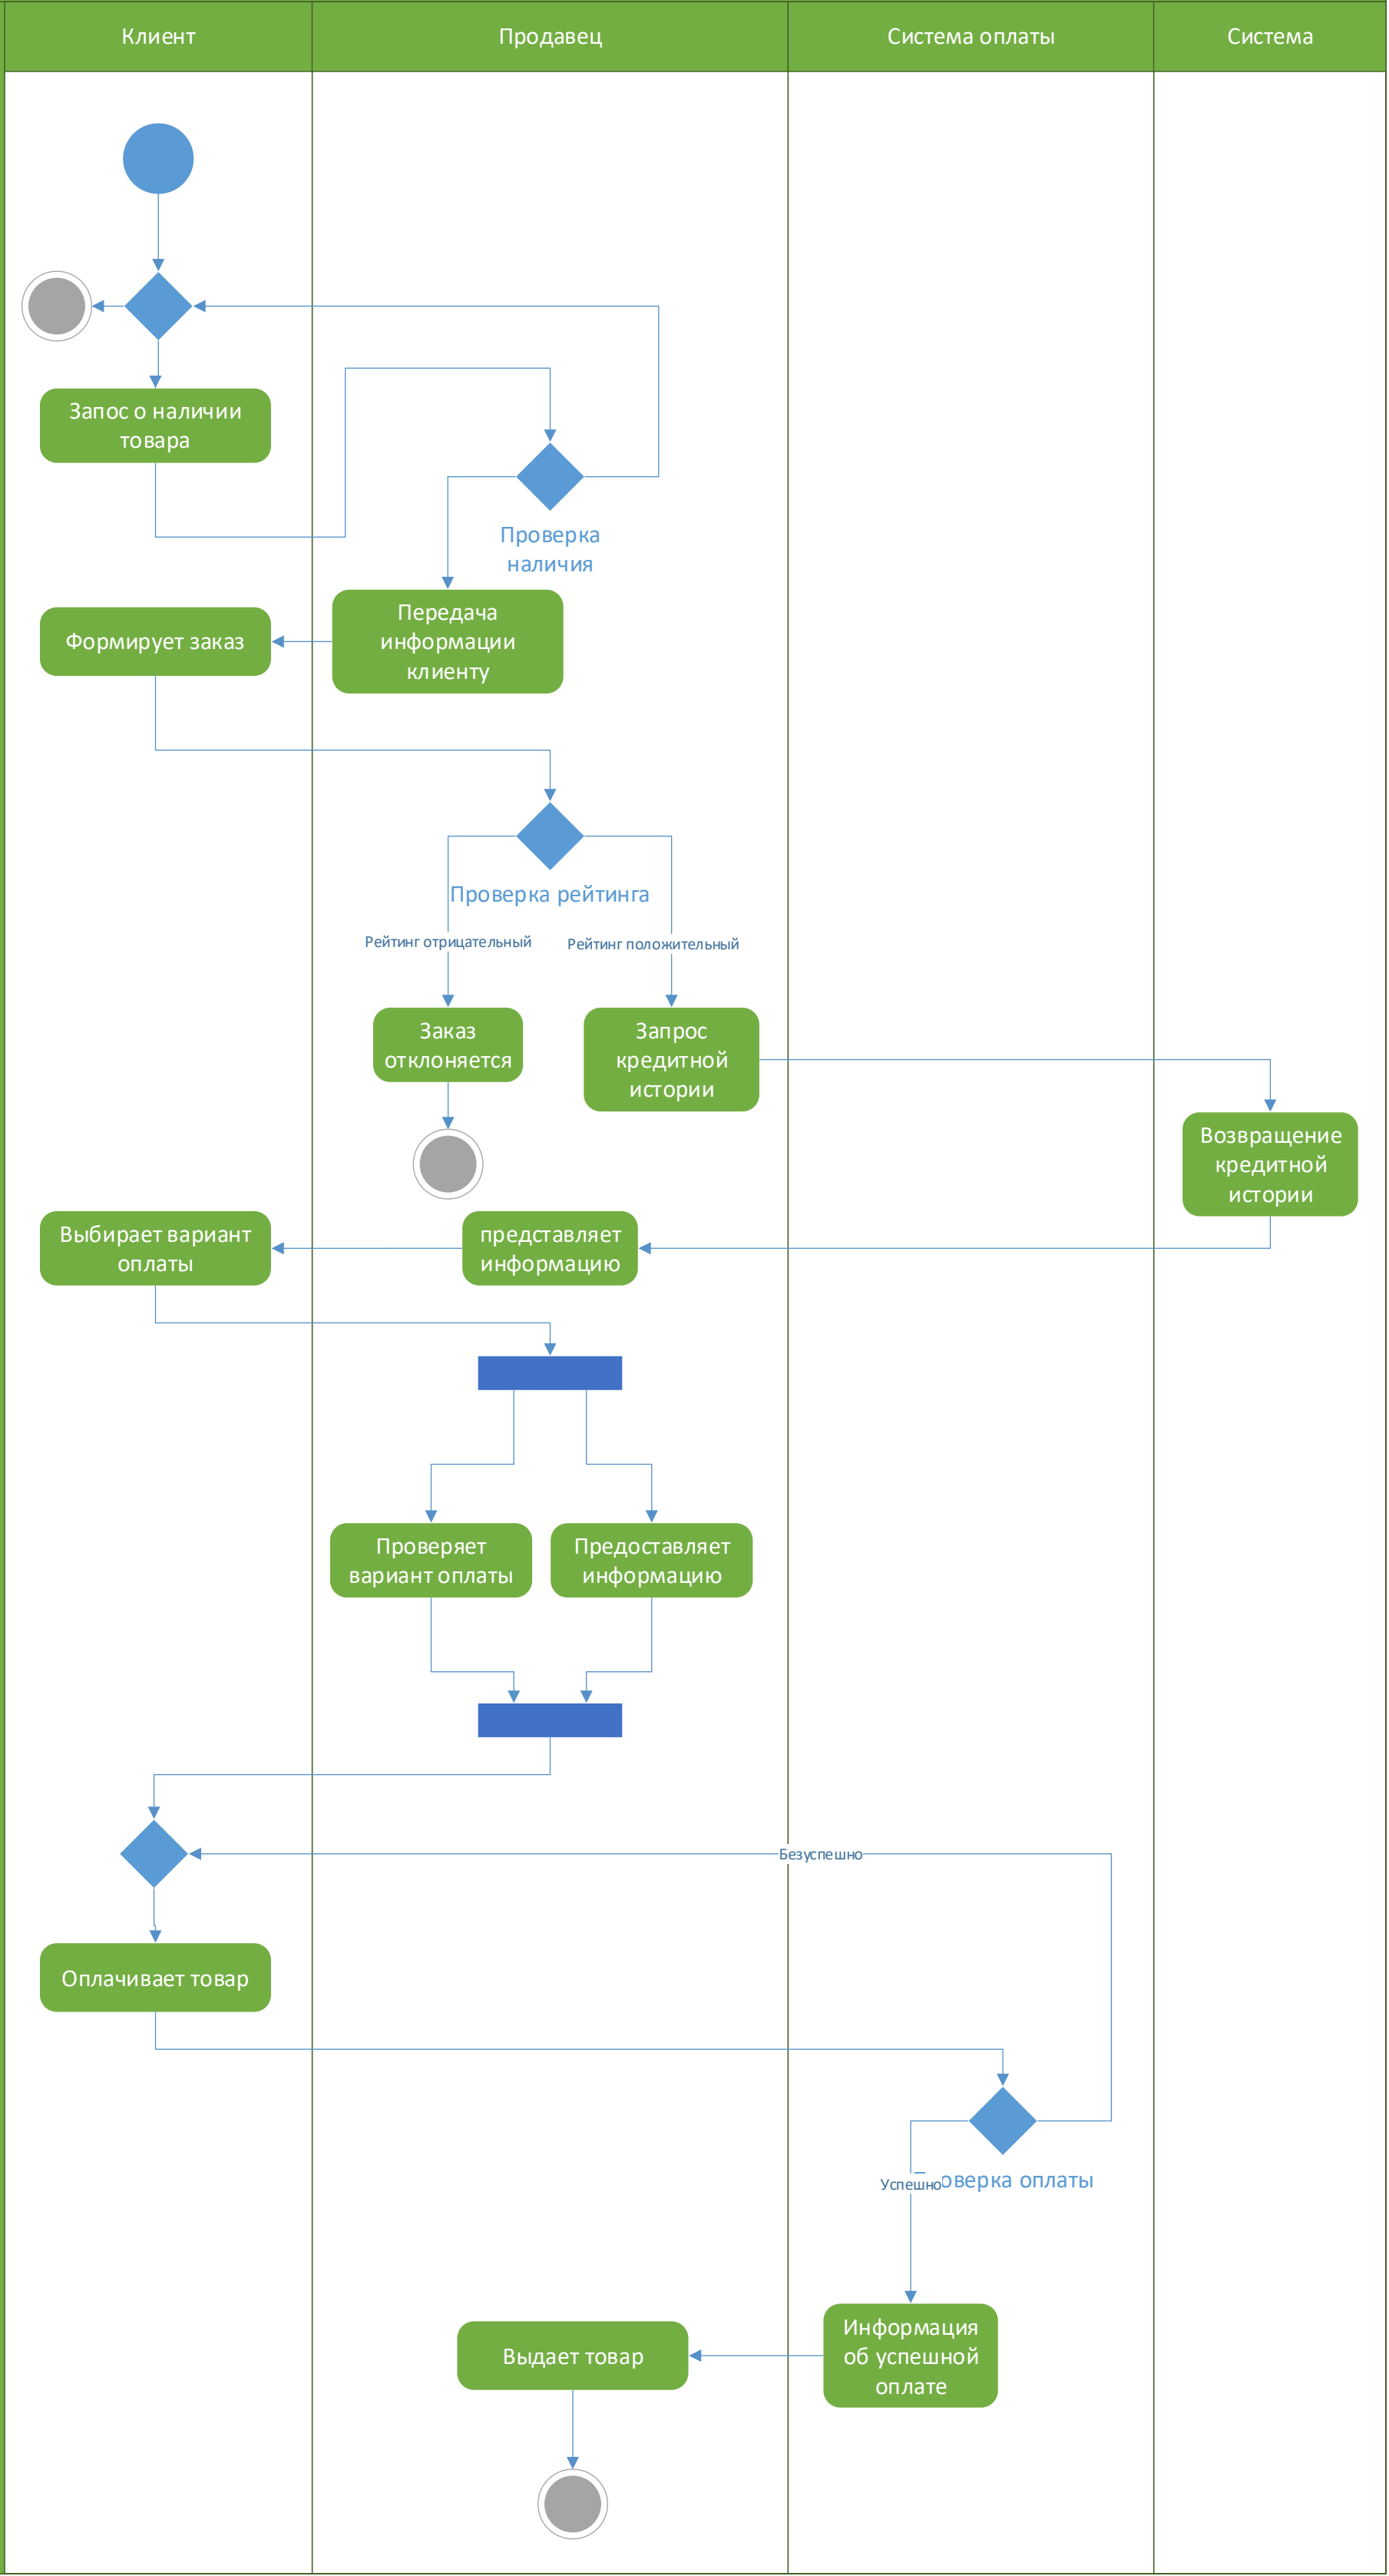 Клиент
Продавец
Система оплаты
Система
Запос о наличии
товара
Проверка
наличия
Передача
информации
клиенту
Формирует заказ
Проверка рейтинга
Рейтинг отрицательный
Рейтинг положительный
Заказ
отклоняется
Запрос
кредитной
истории
Возвращение
кредитной
истории
Выбирает вариант
оплаты
представляет
информацию
Проверяет
вариант оплаты
Предоставляет
информацию
Безуспешно
Оплачивает товар
Успешно
оплаты
Информация
об успешной
оплате
Выдает товар